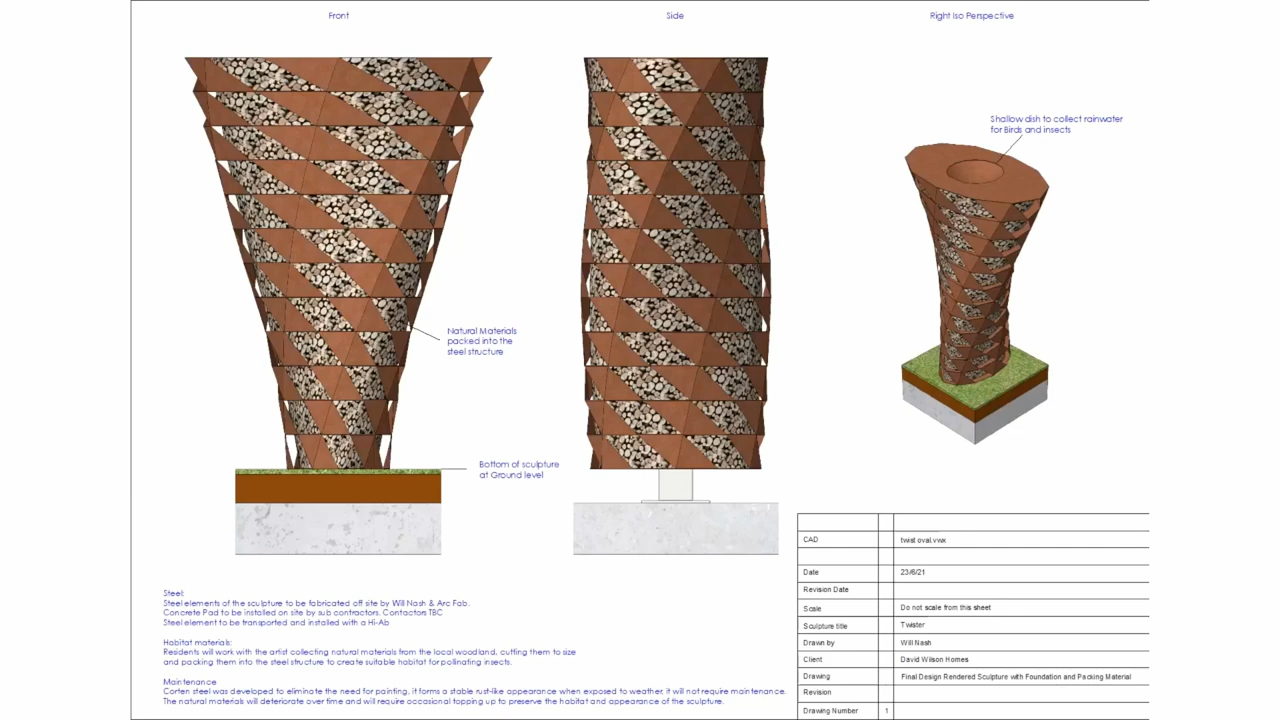 Front
Side
Right Iso Perspective
Shallow dish to collect rainwater
for Birds and insects
Natural Materials
packed into the
steel structure
Bottom of sculpture
at Ground level
Steel:
Steel elements of the sculpture to be fabricated off site by Will Nash & Arc Fab.
Concrete Pad to be installed on site by sub contractors. Contactors TBC
Steel element to be transported and installed with a Hi-Ab
Habitat materials:
Residents will work with the artist collecting natural materials from the local woodland, cutting them to size
and packing them into the steel structure to create suitable habitat for pollinating insects.
Maintenance
Corten steel was developed to eliminate the need for painting, it forms a stable rust-like appearance when exposed to weather, it will not require maintenance.
The natural materials will deteriorate over time and will require occasional topping up to preserve the habitat and appearance of the sculpture.
CAD twist oval.vwx
Date 23/6/21
Revision Date
Scale Do not scale from this sheet
Sculpture title Twister
Drawn by Will Nash
Client David Wilson Homes
Drawing Final Design Rendered Sculpture with Foundation and Packing Material
Revision
Drawing Number 1